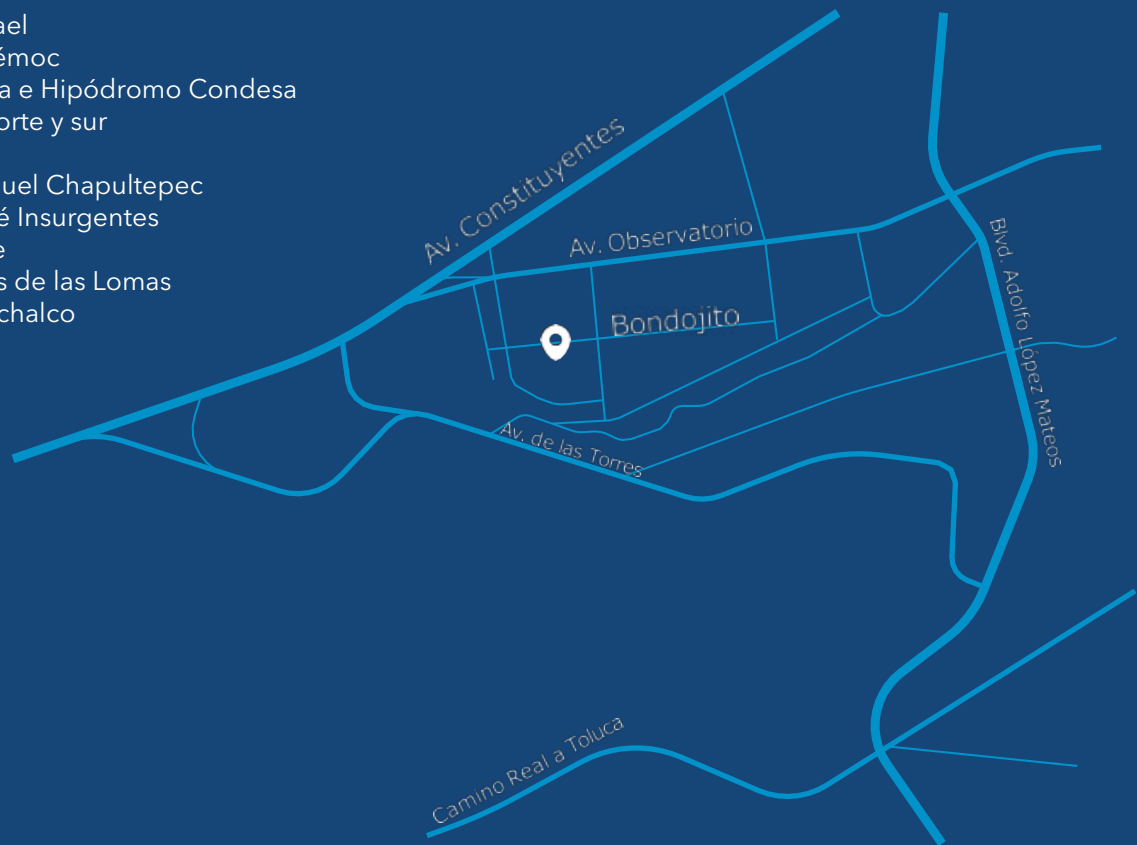 ael
émoc
a e Hipódromo Condesa
orte y sur
uel Chapultepec
é Insurgentes
e
s de las Lomas
chalco
Av. Constituyentes
Av. Observatorio
Bondojito
Blvd. Adolfo López Mateos
Av. de las Torres
Camino Real a Toluca